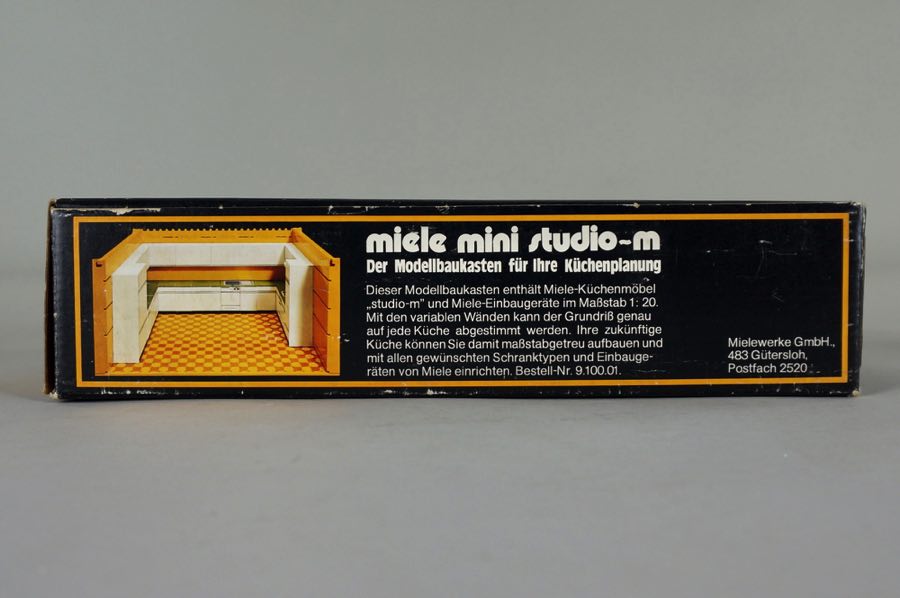 miele mini studio~m
Der Modellbaukasten für Ihre Küchenplanung
Dieser Modellbaukasten enthält Miele-Küchenmöbel
„studio-m" und Miele-Einbaugeräte im Maßstab 1: 20.
Mit den variablen Wänden kann der Grundriß genau
auf jede Küche abgestimmt werden. Ihre zukünftige
Küche können Sie damit maßstabgetreu aufbauen und
mit allen gewünschten Schranktypen und Einbauge-
räten von Miele einrichten. Bestell-Nr. 9.100.01.
Mielewerke GmbH.,
483 Gütersloh,
Postfach 2520